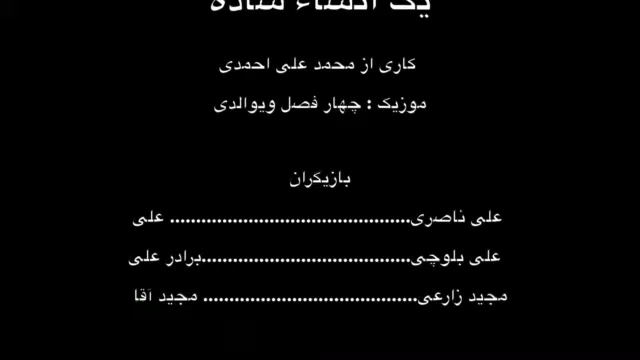 یک انشاء ساده
کاری از محمد علی احمدی
موزیک : چهار فصل ویوالدی
بازیگران
علی ناصری.............................................. علی
علی بلوچی........................................برادر علی
مجید زارعی......................................... مجید آقا